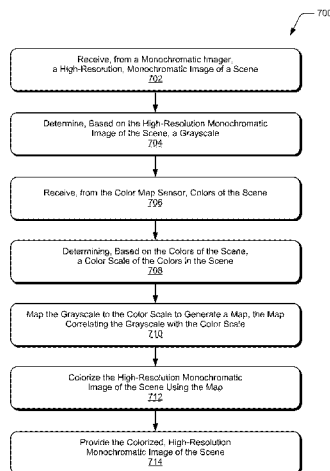 700
Receive, from a Monochromatic Imager,
a High-Resolution, Monochromatic Image of a Scene
702
Determine, Based on the High-Resolution Monochromatic
Image of the Scene, a Grayscale
704
Receive, from the Color Map Sensor, Colors of the Scene
706
Determining, Based on the Colors of the Scene,
a Color Scale of the Colors in the Scene
708
Map the Grayscale to the Color Scale to Generate a Map, the Map
Correlating the Grayscale with the Color Scale
710
Colorize the High-Resolution Monochromatic
Image of the Scene Using the Map
712
Provide the Colorized, High-Resolution
Monochromatic Image of the Scene
714